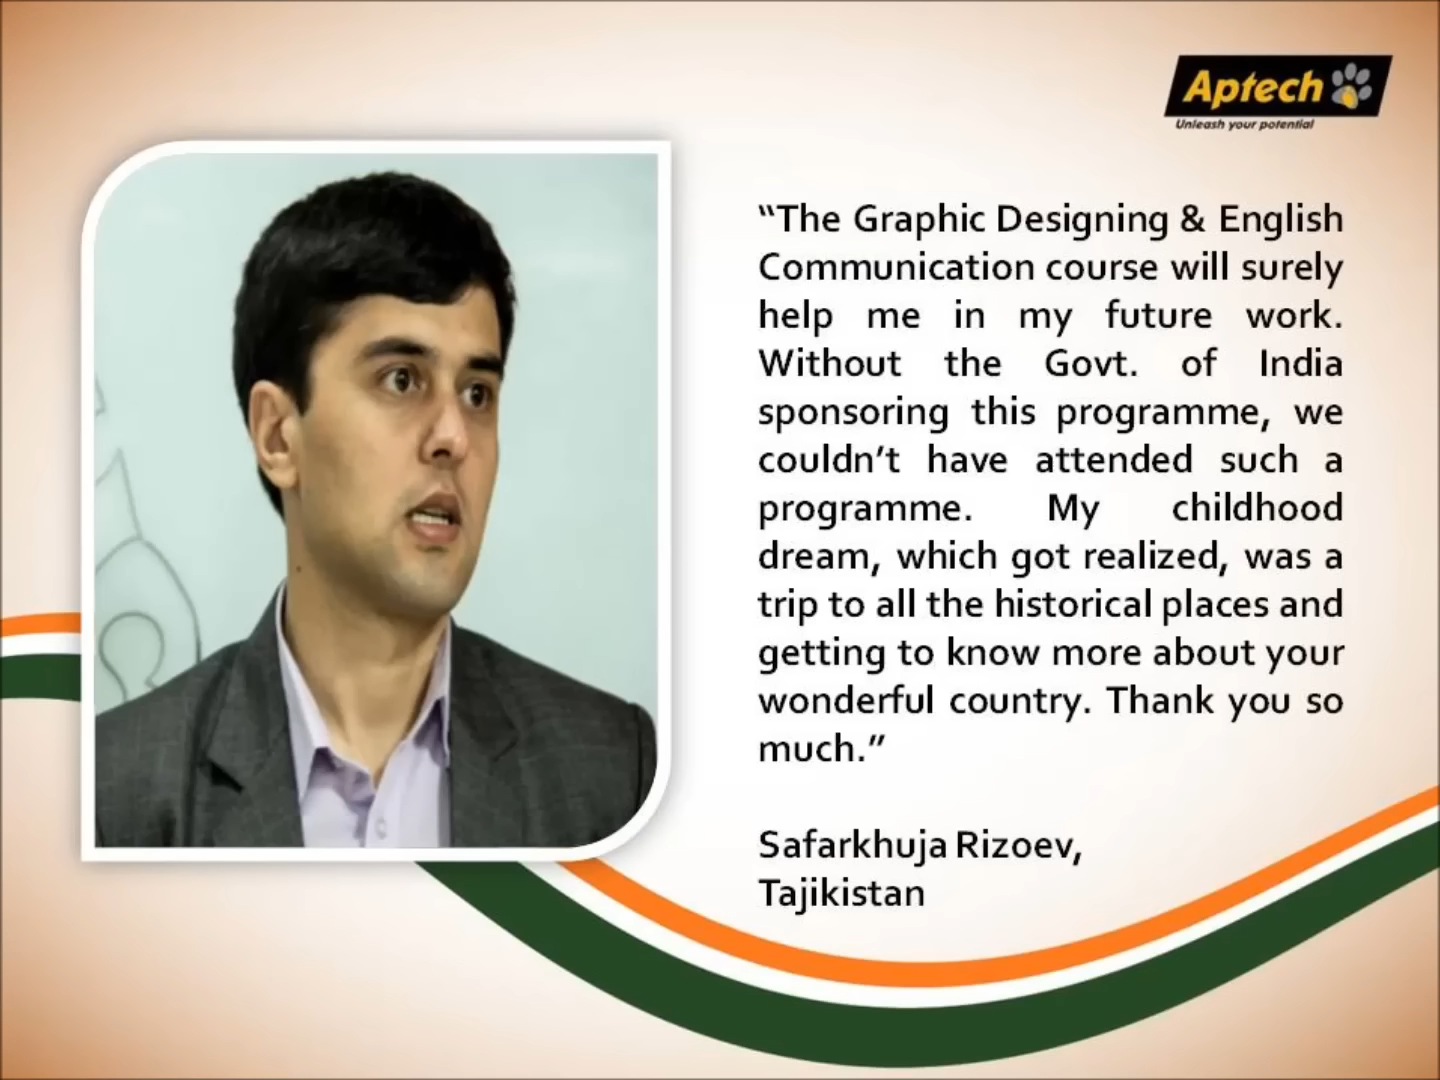 Aptech
Unleash your potential
“The Graphic Designing & English
Communication course will surely
help me in my future work.
Without the Govt. of India
sponsoring this programme, we
couldn’t have attended such a
programme. My childhood
dream, which got realized, was a
trip to all the historical places and
getting to know more about your
wonderful country. Thank you so
much.”
Safarkhuja Rizoev,
Tajikistan